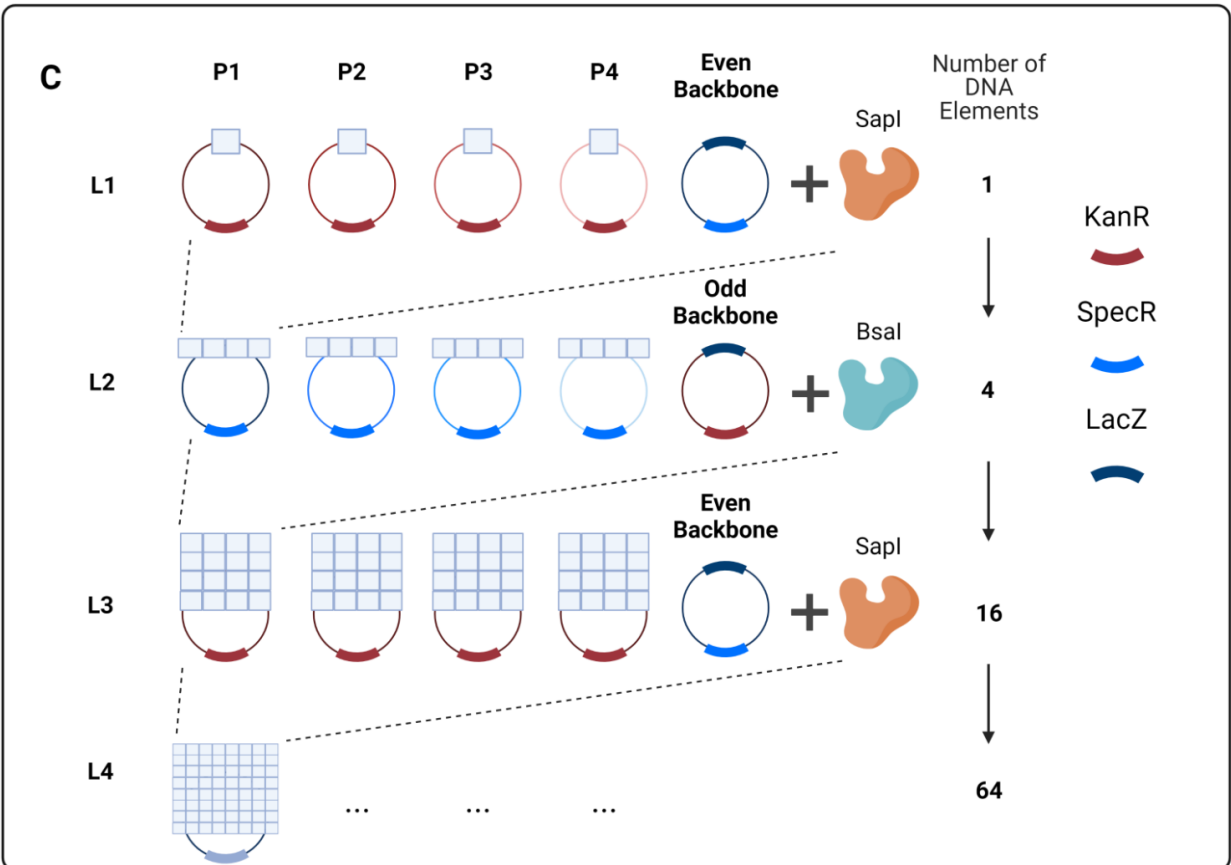 C
P1
P2
P3
P4
Even
Backbone
Number of
DNA
Elements
SapI
L1
1
KanR
SpecR
LacZ
Odd
Backbone
BsaI
L2
4
Even
Backbone
SapI
L3
16
L4
...
...
...
64